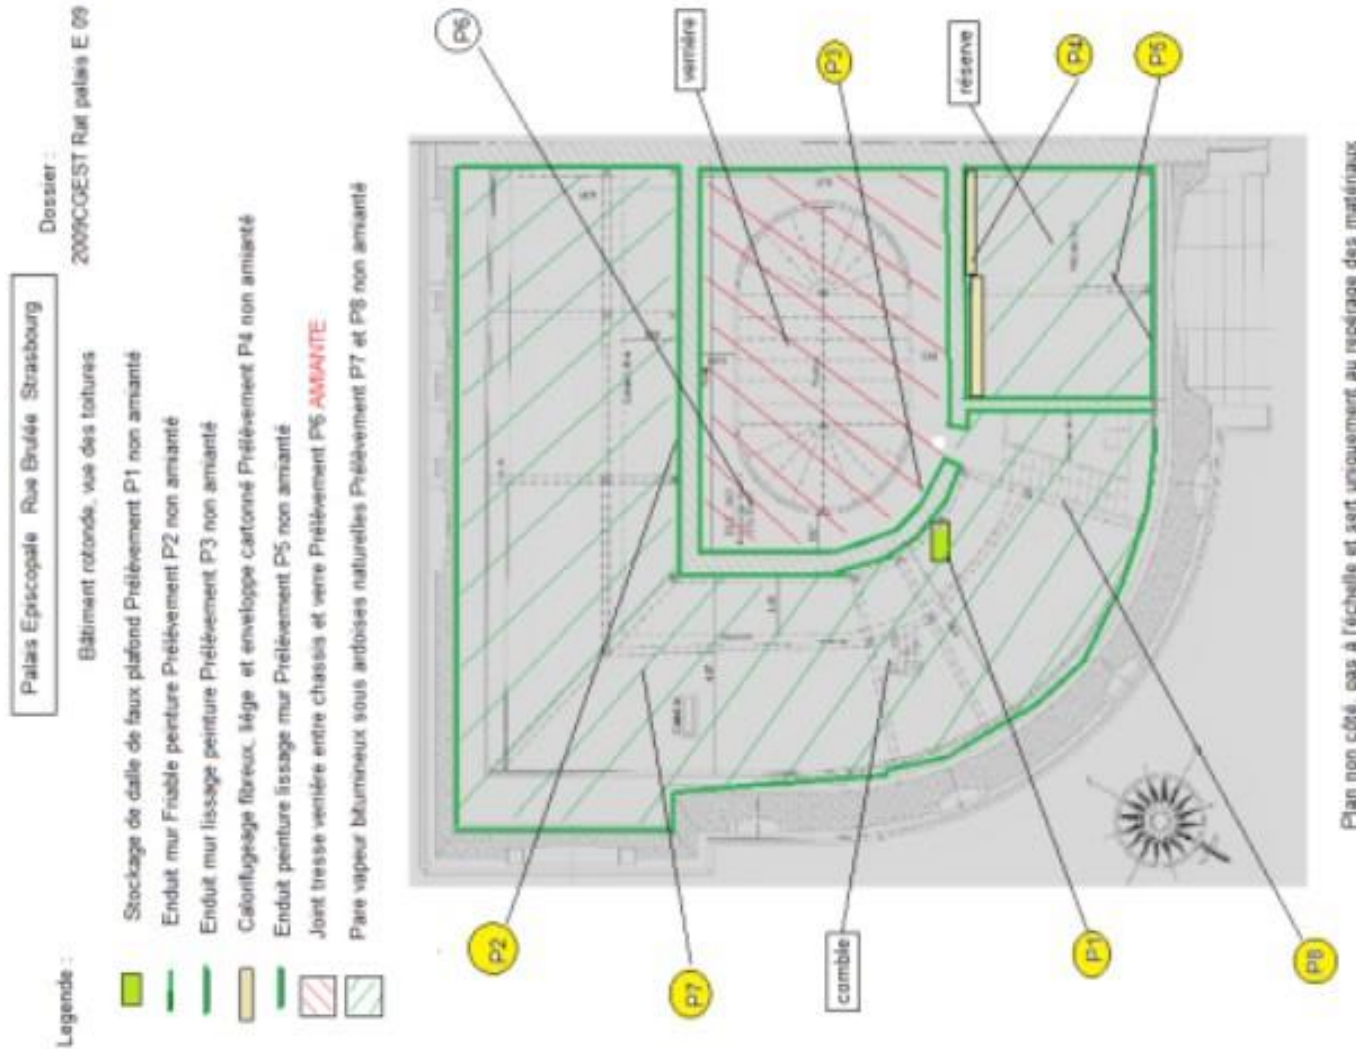 Palais Episcopale Rue Brulée Strasbourg
Dossier :
Bâtiment rotonde, vue des toitures
2009CGEST Rat palais E 09
Legende :
Stockage de dalle de faux plafond Prélèvement P1 non amianté
Enduit mur Friable peinture Prélèvement P2 non amianté
Enduit mur lissage peinture Prélèvement P3 non amianté
Calorifugeage fibreux, liège et enveloppe cartonné Prélèvement P4 non amianté
Enduit peinture lissage mur Prélèvement P5 non amianté
Joint tresse verrière entre chassis et verre Prélèvement P6 AMIANTE
Pare vapeur bitumineux sous ardoises naturelles Prélèvement P7 et P8 non amianté
P6
verrière
P3
réserve
P4
P5
P2
P7
comble
P1
P8
Plan non côté, pas à l'échelle et sert uniquement au repérage des matériaux